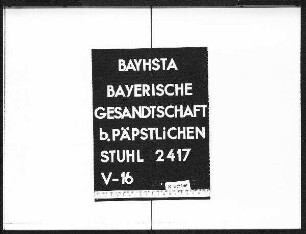 BAYHSTA
BAYERISCHE
GESANDTSCHAFT
b. PÄPSTLiCHEN
STUHL 2417
V-16